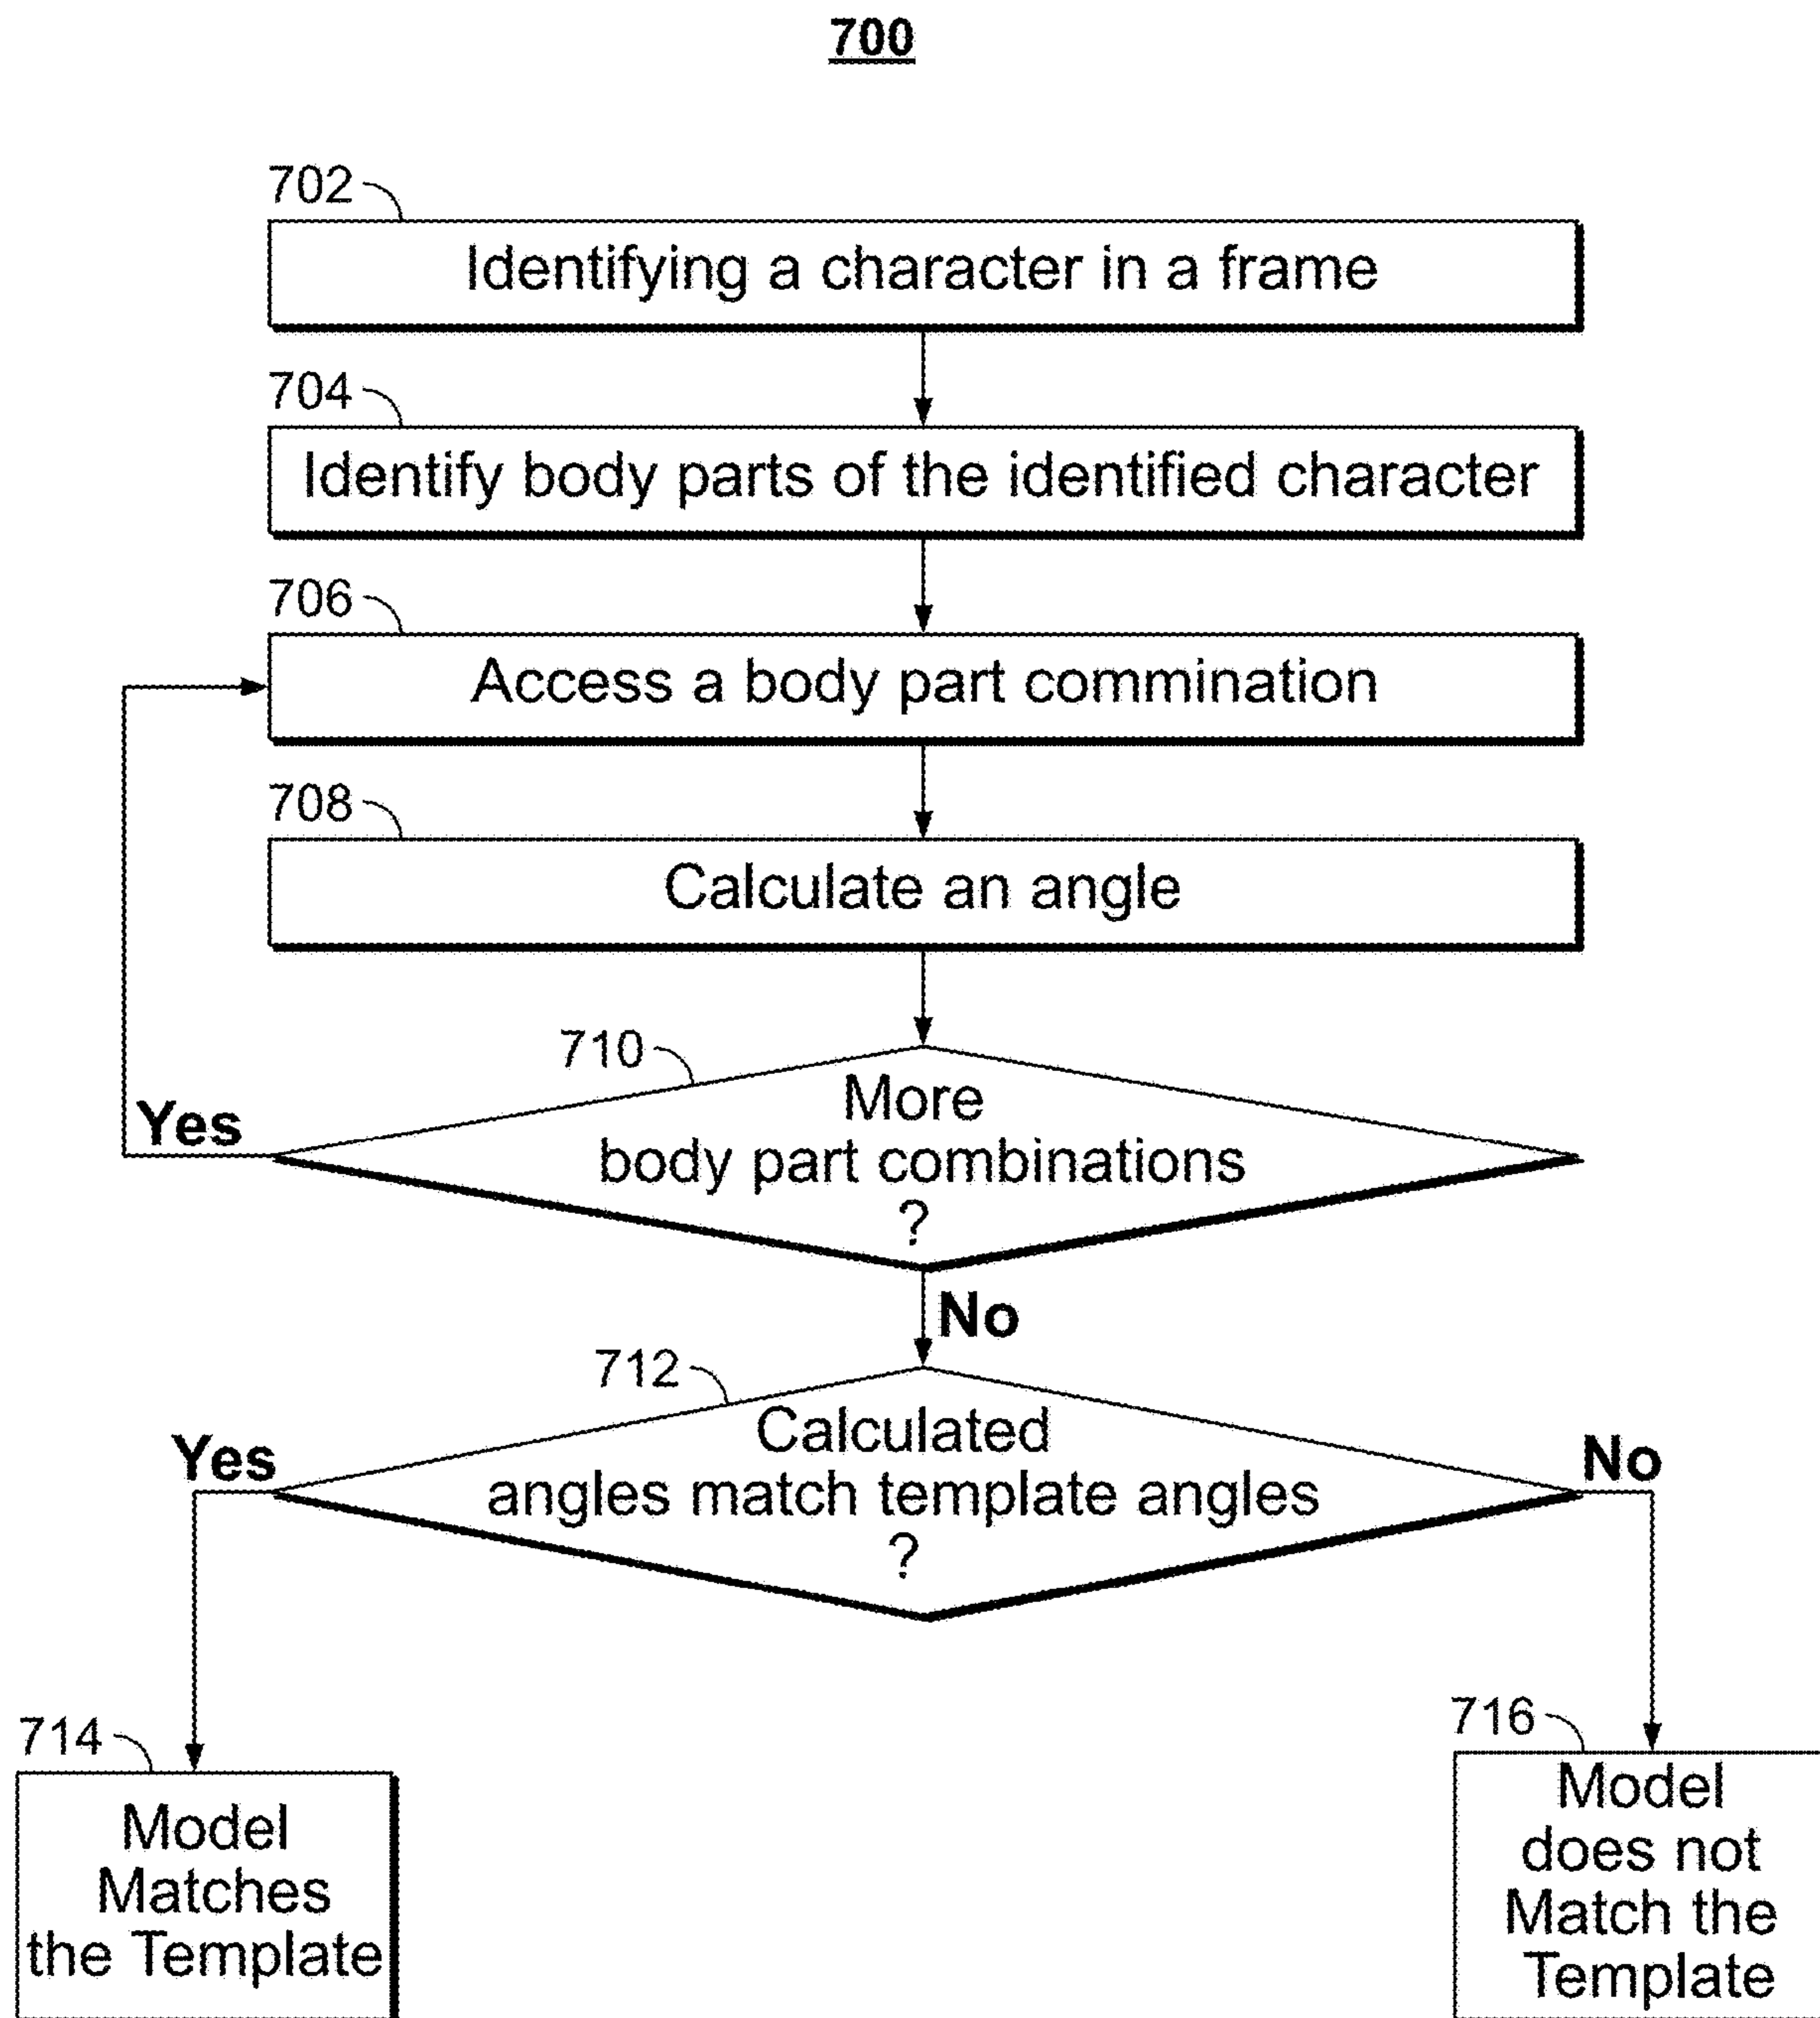 700
702
Identifying a character in a frame
704
Identify body parts of the identified character
706
Access a body part commination
708
Calculate an angle
710
More
body part combinations
?
Yes
No
712
Calculated
angles match template angles
?
Yes
No
714
Model
Matches
the Template
716
Model
does not
Match the
Template